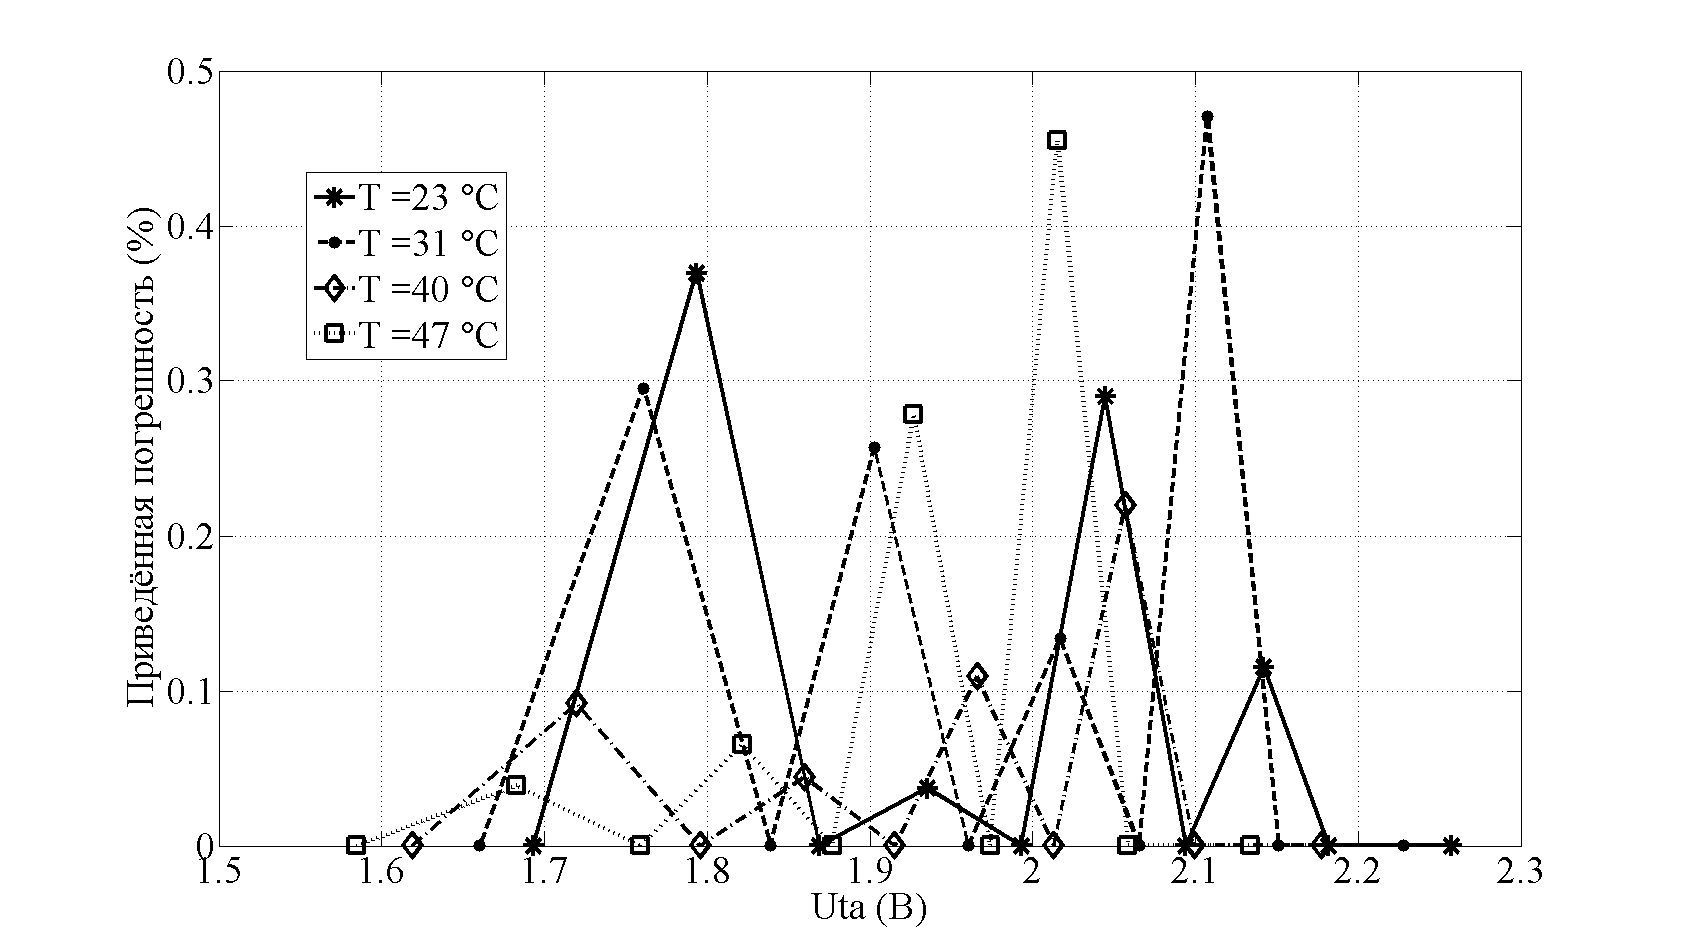 0.5
0.4
0.3
0.2
0.1
0
Приведённая погрешность (%)
T =23 °C
T =31 °C
T =40 °C
T =47 °C
1.5 1.6 1.7 1.8 1.9 2 2.1 2.2 2.3
Uta (В)